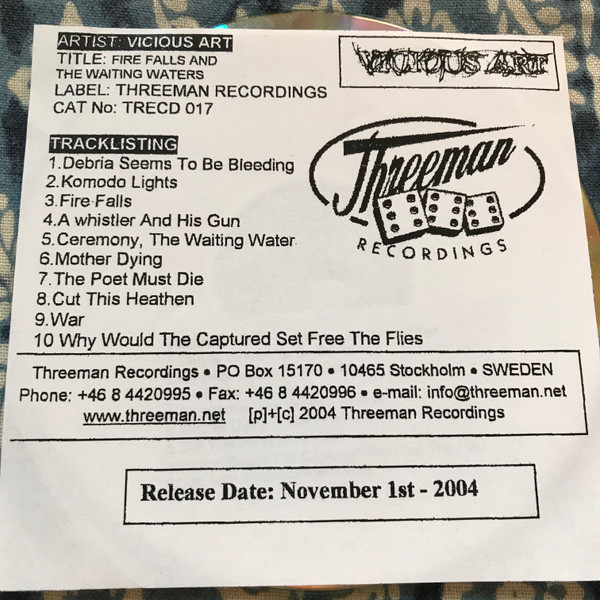 ARTIST: VICIOUS ART
VICIOUS ART
TITLE: FIRE FALLS AND
THE WAITING WATERS
LABEL: THREEMAN RECORDINGS
CAT No: TRECD 017
Threeman
RECORDINGS
TRACKLISTING
1.Debria Seems To Be Bleeding
2.Komodo Lights
3.Fire Falls
4.A whistler And His Gun
5.Ceremony, The Waiting Water
6.Mother Dying
7.The Poet Must Die
8.Cut This Heathen
9.War
10 Why Would The Captured Set Free The Flies
Threeman Recordings • PO Box 15170 • 10465 Stockholm • SWEDEN
Phone: +46 8 4420995 • Fax: +46 8 4420996 • e-mail: info@threeman.net
www.threeman.net [p]+[c] 2004 Threeman Recordings
Release Date: November 1st - 2004